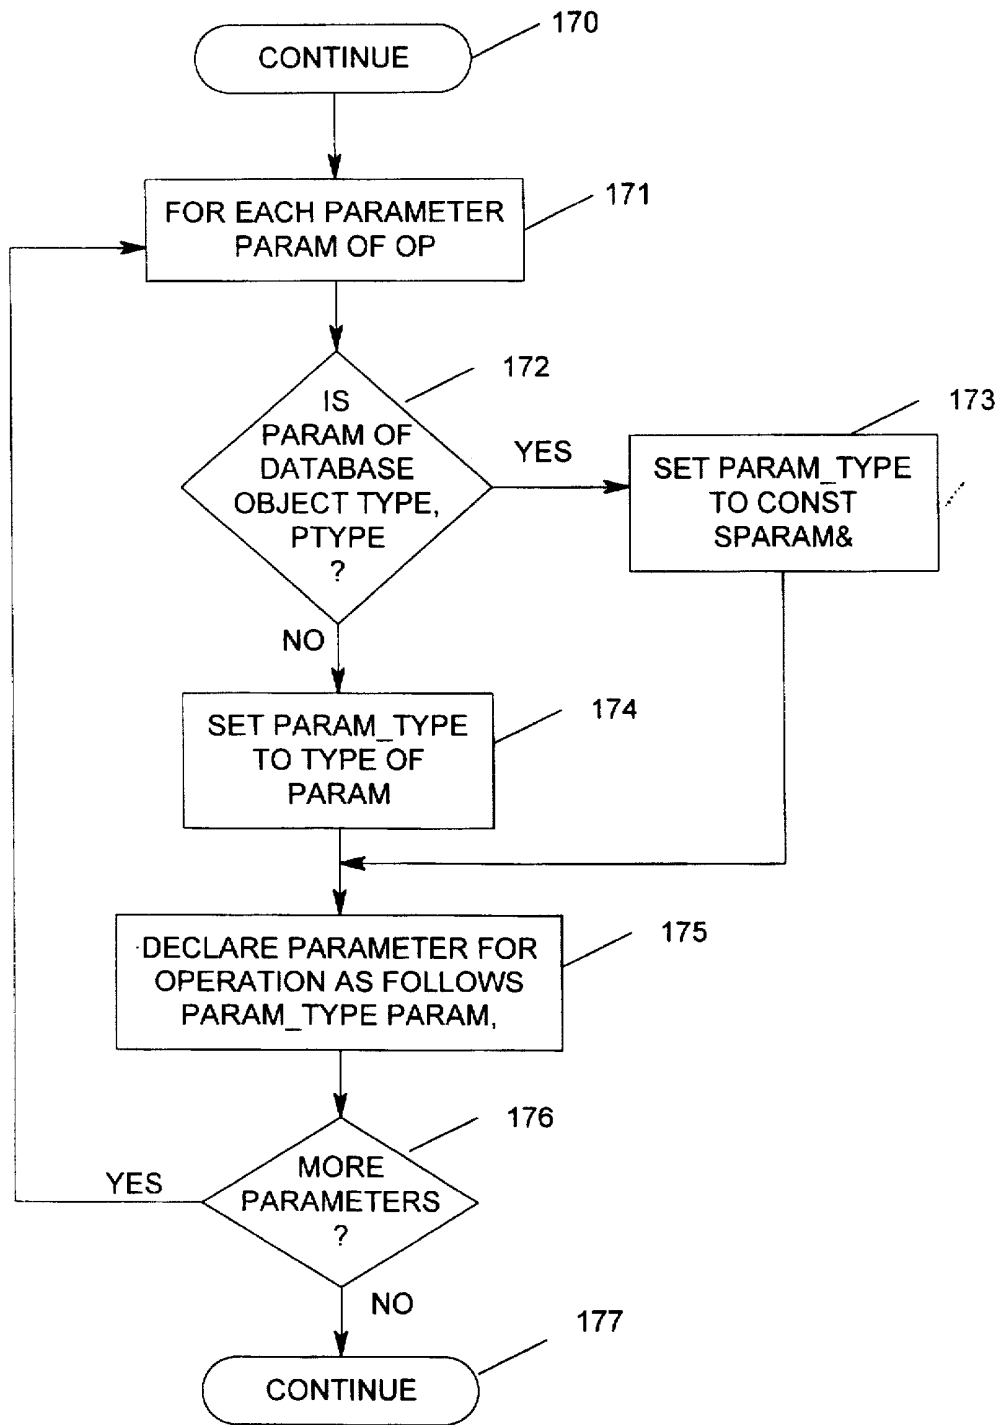 CONTINUE
170
FOR EACH PARAMETER
PARAM OF OP
171
IS
PARAM OF
DATABASE
OBJECT TYPE,
PTYPE
?
172
YES
SET PARAM_TYPE
TO CONST
SPARAM&
173
NO
SET PARAM_TYPE
TO TYPE OF
PARAM
174
DECLARE PARAMETER FOR
OPERATION AS FOLLOWS
PARAM_TYPE PARAM,
175
MORE
PARAMETERS
?
176
YES
NO
CONTINUE
177